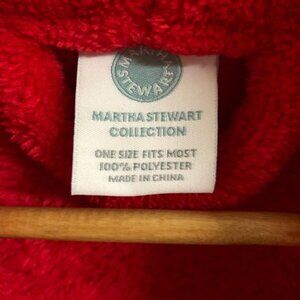 MARTHA
STEWART
MARTHA STEWART
COLLECTION
ONE SIZE FITS MOST
100% POLYESTER
MADE IN CHINA